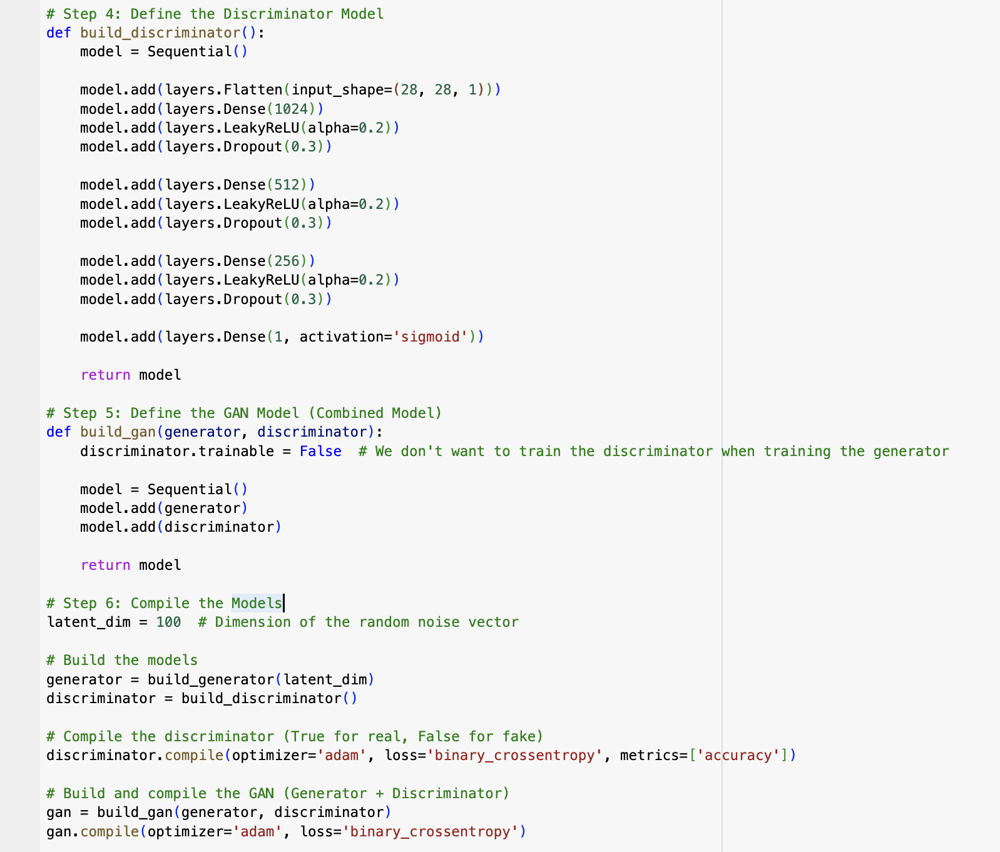 # Step 4: Define the Discriminator Model
def build_discriminator():
    model = Sequential()

    model.add(layers.Flatten(input_shape=(28, 28, 1)))
    model.add(layers.Dense(1024))
    model.add(layers.LeakyReLU(alpha=0.2))
    model.add(layers.Dropout(0.3))

    model.add(layers.Dense(512))
    model.add(layers.LeakyReLU(alpha=0.2))
    model.add(layers.Dropout(0.3))

    model.add(layers.Dense(256))
    model.add(layers.LeakyReLU(alpha=0.2))
    model.add(layers.Dropout(0.3))

    model.add(layers.Dense(1, activation='sigmoid'))

    return model

# Step 5: Define the GAN Model (Combined Model)
def build_gan(generator, discriminator):
    discriminator.trainable = False  # We don't want to train the discriminator when training the generator

    model = Sequential()
    model.add(generator)
    model.add(discriminator)

    return model

# Step 6: Compile the Models
latent_dim = 100  # Dimension of the random noise vector

# Build the models
generator = build_generator(latent_dim)
discriminator = build_discriminator()

# Compile the discriminator (True for real, False for fake)
discriminator.compile(optimizer='adam', loss='binary_crossentropy', metrics=['accuracy'])

# Build and compile the GAN (Generator + Discriminator)
gan = build_gan(generator, discriminator)
gan.compile(optimizer='adam', loss='binary_crossentropy')